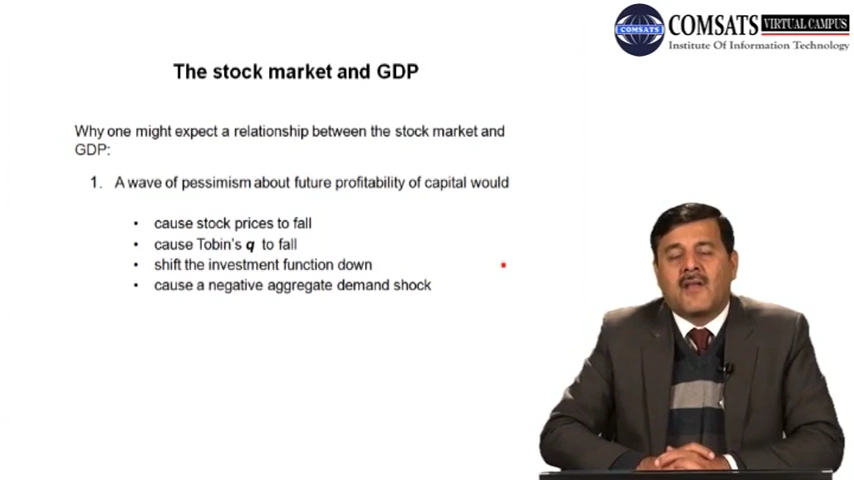 COMSATS VIRTUAL CAMPUS
COMSATS
Institute Of Information Technology
The stock market and GDP
Why one might expect a relationship between the stock market and
GDP:
1. A wave of pessimism about future profitability of capital would
• cause stock prices to fall
• cause Tobin's q to fall
• shift the investment function down
• cause a negative aggregate demand shock